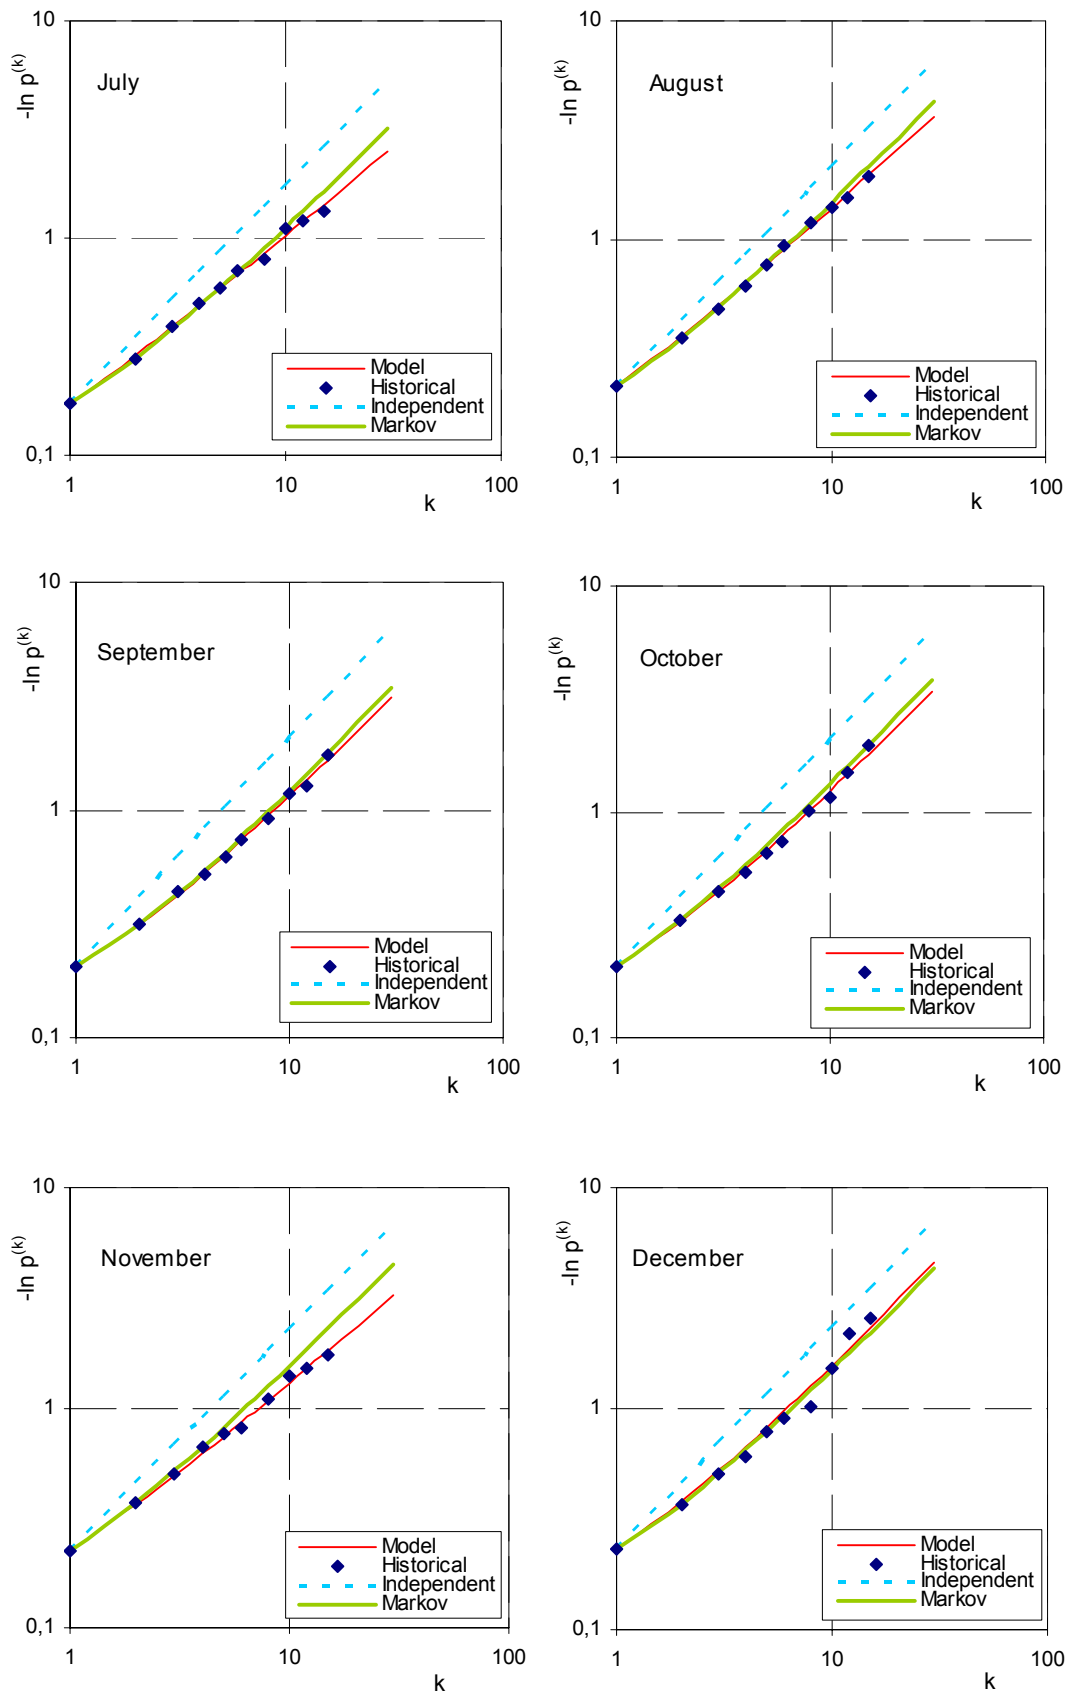 10
-ln p(k)
July
1
Model
Historical
Independent
Markov
0,1
1 10 100
k
10
-ln p(k)
August
1
Model
Historical
Independent
Markov
0,1
1 10 100
k
10
-ln p(k)
September
1
Model
Historical
Independent
Markov
0,1
1 10 100
k
10
-ln p(k)
October
1
Model
Historical
Independent
Markov
0,1
1 10 100
k
10
-ln p(k)
November
1
Model
Historical
Independent
Markov
0,1
1 10 100
k
10
-ln p(k)
December
1
Model
Historical
Independent
Markov
0,1
1 10 100
k